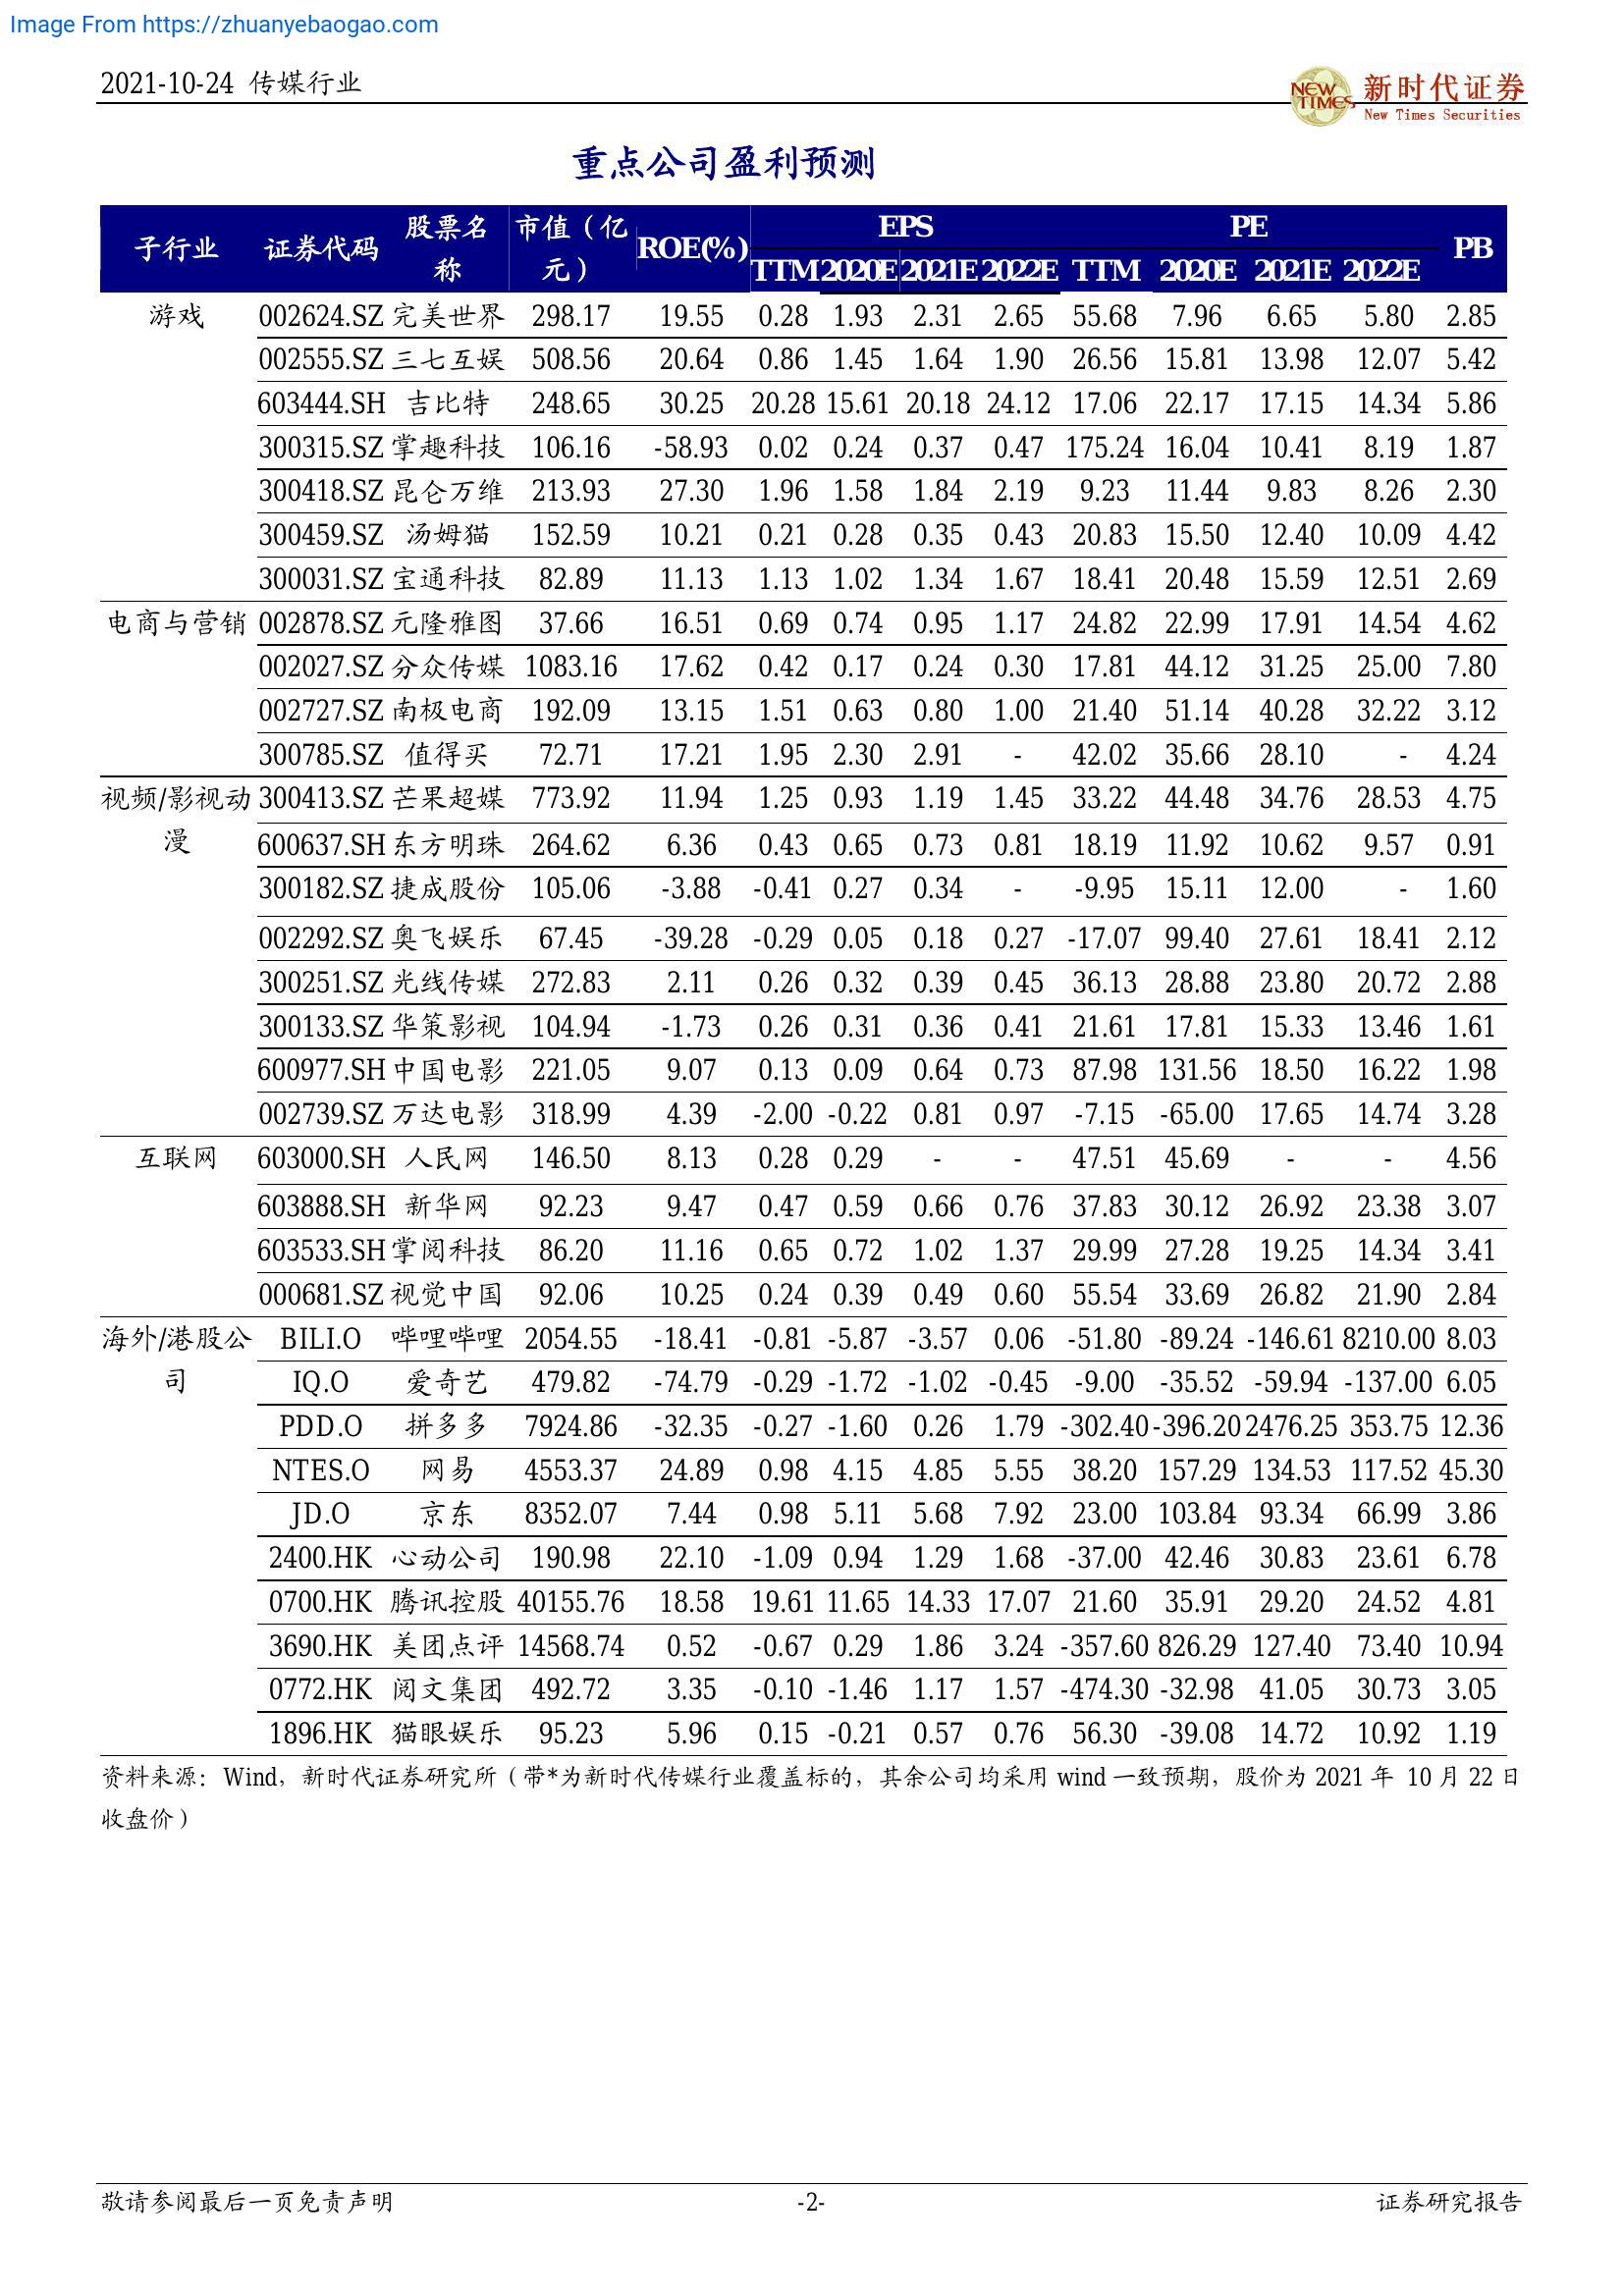 Image From https://zhuanyebaogao.com
2021-10-24 传媒行业
NEW TIMES 新时代证券
New Times Securities
重点公司盈利预测
子行业 证券代码 股票名称 市值（亿元） ROE(%) EPS PE PB
TTM 2020E 2021E 2022E TTM 2020E 2021E 2022E
游戏 002624.SZ 完美世界 298.17 19.55 0.28 1.93 2.31 2.65 55.68 7.96 6.65 5.80 2.85
002555.SZ 三七互娱 508.56 20.64 0.86 1.45 1.64 1.90 26.56 15.81 13.98 12.07 5.42
603444.SH 吉比特 248.65 30.25 20.28 15.61 20.18 24.12 17.06 22.17 17.15 14.34 5.86
300315.SZ 掌趣科技 106.16 -58.93 0.02 0.24 0.37 0.47 175.24 16.04 10.41 8.19 1.87
300418.SZ 昆仑万维 213.93 27.30 1.96 1.58 1.84 2.19 9.23 11.44 9.83 8.26 2.30
300459.SZ 汤姆猫 152.59 10.21 0.21 0.28 0.35 0.43 20.83 15.50 12.40 10.09 4.42
300031.SZ 宝通科技 82.89 11.13 1.13 1.02 1.34 1.67 18.41 20.48 15.59 12.51 2.69
电商与营销 002878.SZ 元隆雅图 37.66 16.51 0.69 0.74 0.95 1.17 24.82 22.99 17.91 14.54 4.62
002027.SZ 分众传媒 1083.16 17.62 0.42 0.17 0.24 0.30 17.81 44.12 31.25 25.00 7.80
002727.SZ 南极电商 192.09 13.15 1.51 0.63 0.80 1.00 21.40 51.14 40.28 32.22 3.12
300785.SZ 值得买 72.71 17.21 1.95 2.30 2.91 - 42.02 35.66 28.10 - 4.24
视频/影视动漫 300413.SZ 芒果超媒 773.92 11.94 1.25 0.93 1.19 1.45 33.22 44.48 34.76 28.53 4.75
600637.SH 东方明珠 264.62 6.36 0.43 0.65 0.73 0.81 18.19 11.92 10.62 9.57 0.91
300182.SZ 捷成股份 105.06 -3.88 -0.41 0.27 0.34 - -9.95 15.11 12.00 - 1.60
002292.SZ 奥飞娱乐 67.45 -39.28 -0.29 0.05 0.18 0.27 -17.07 99.40 27.61 18.41 2.12
300251.SZ 光线传媒 272.83 2.11 0.26 0.32 0.39 0.45 36.13 28.88 23.80 20.72 2.88
300133.SZ 华策影视 104.94 -1.73 0.26 0.31 0.36 0.41 21.61 17.81 15.33 13.46 1.61
600977.SH 中国电影 221.05 9.07 0.13 0.09 0.64 0.73 87.98 131.56 18.50 16.22 1.98
002739.SZ 万达电影 318.99 4.39 -2.00 -0.22 0.81 0.97 -7.15 -65.00 17.65 14.74 3.28
互联网 603000.SH 人民网 146.50 8.13 0.28 0.29 - - 47.51 45.69 - - 4.56
603888.SH 新华网 92.23 9.47 0.47 0.59 0.66 0.76 37.83 30.12 26.92 23.38 3.07
603533.SH 掌阅科技 86.20 11.16 0.65 0.72 1.02 1.37 29.99 27.28 19.25 14.34 3.41
000681.SZ 视觉中国 92.06 10.25 0.24 0.39 0.49 0.60 55.54 33.69 26.82 21.90 2.84
海外/港股公司 BILI.O 哔哩哔哩 2054.55 -18.41 -0.81 -5.87 -3.57 0.06 -51.80 -89.24 -146.61 8210.00 8.03
IQ.O 爱奇艺 479.82 -74.79 -0.29 -1.72 -1.02 -0.45 -9.00 -35.52 -59.94 -137.00 6.05
PDD.O 拼多多 7924.86 -32.35 -0.27 -1.60 0.26 1.79 -302.40 -396.20 2476.25 353.75 12.36
NTES.O 网易 4553.37 24.89 0.98 4.15 4.85 5.55 38.20 157.29 134.53 117.52 45.30
JD.O 京东 8352.07 7.44 0.98 5.11 5.68 7.92 23.00 103.84 93.34 66.99 3.86
2400.HK 心动公司 190.98 22.10 -1.09 0.94 1.29 1.68 -37.00 42.46 30.83 23.61 6.78
0700.HK 腾讯控股 40155.76 18.58 19.61 11.65 14.33 17.07 21.60 35.91 29.20 24.52 4.81
3690.HK 美团点评 14568.74 0.52 -0.67 0.29 1.86 3.24 -357.60 826.29 127.40 73.40 10.94
0772.HK 阅文集团 492.72 3.35 -0.10 -1.46 1.17 1.57 -474.30 -32.98 41.05 30.73 3.05
1896.HK 猫眼娱乐 95.23 5.96 0.15 -0.21 0.57 0.76 56.30 -39.08 14.72 10.92 1.19
资料来源：Wind，新时代证券研究所（带*为新时代传媒行业覆盖标的，其余公司均采用 wind 一致预期，股价为 2021 年 10 月 22 日
收盘价）
敬请参阅最后一页免责声明 -2- 证券研究报告